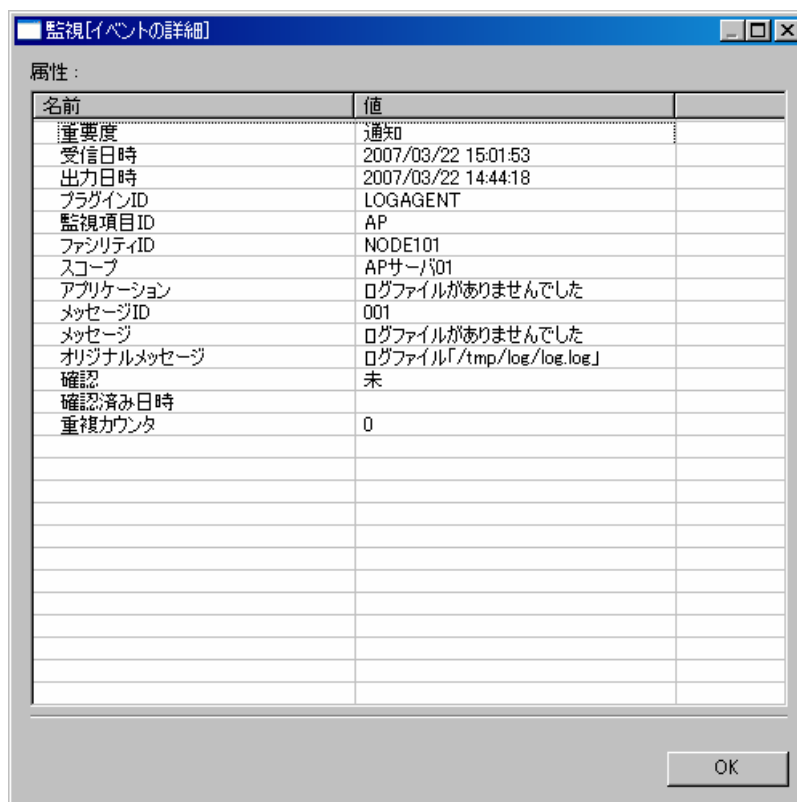 監視[イベントの詳細]
属性：
名前 値
重要度 通知
受信日時 2007/03/22 15:01:53
出力日時 2007/03/22 14:44:18
プラグインID LOGAGENT
監視項目ID AP
ファシリティID NODE101
スコープ APサーバ01
アプリケーション ログファイルがありませんでした
メッセージID 001
メッセージ ログファイルがありませんでした
オリジナルメッセージ ログファイル「/tmp/log/log.log」
確認 未
確認済み日時
重複カウンタ 0
OK